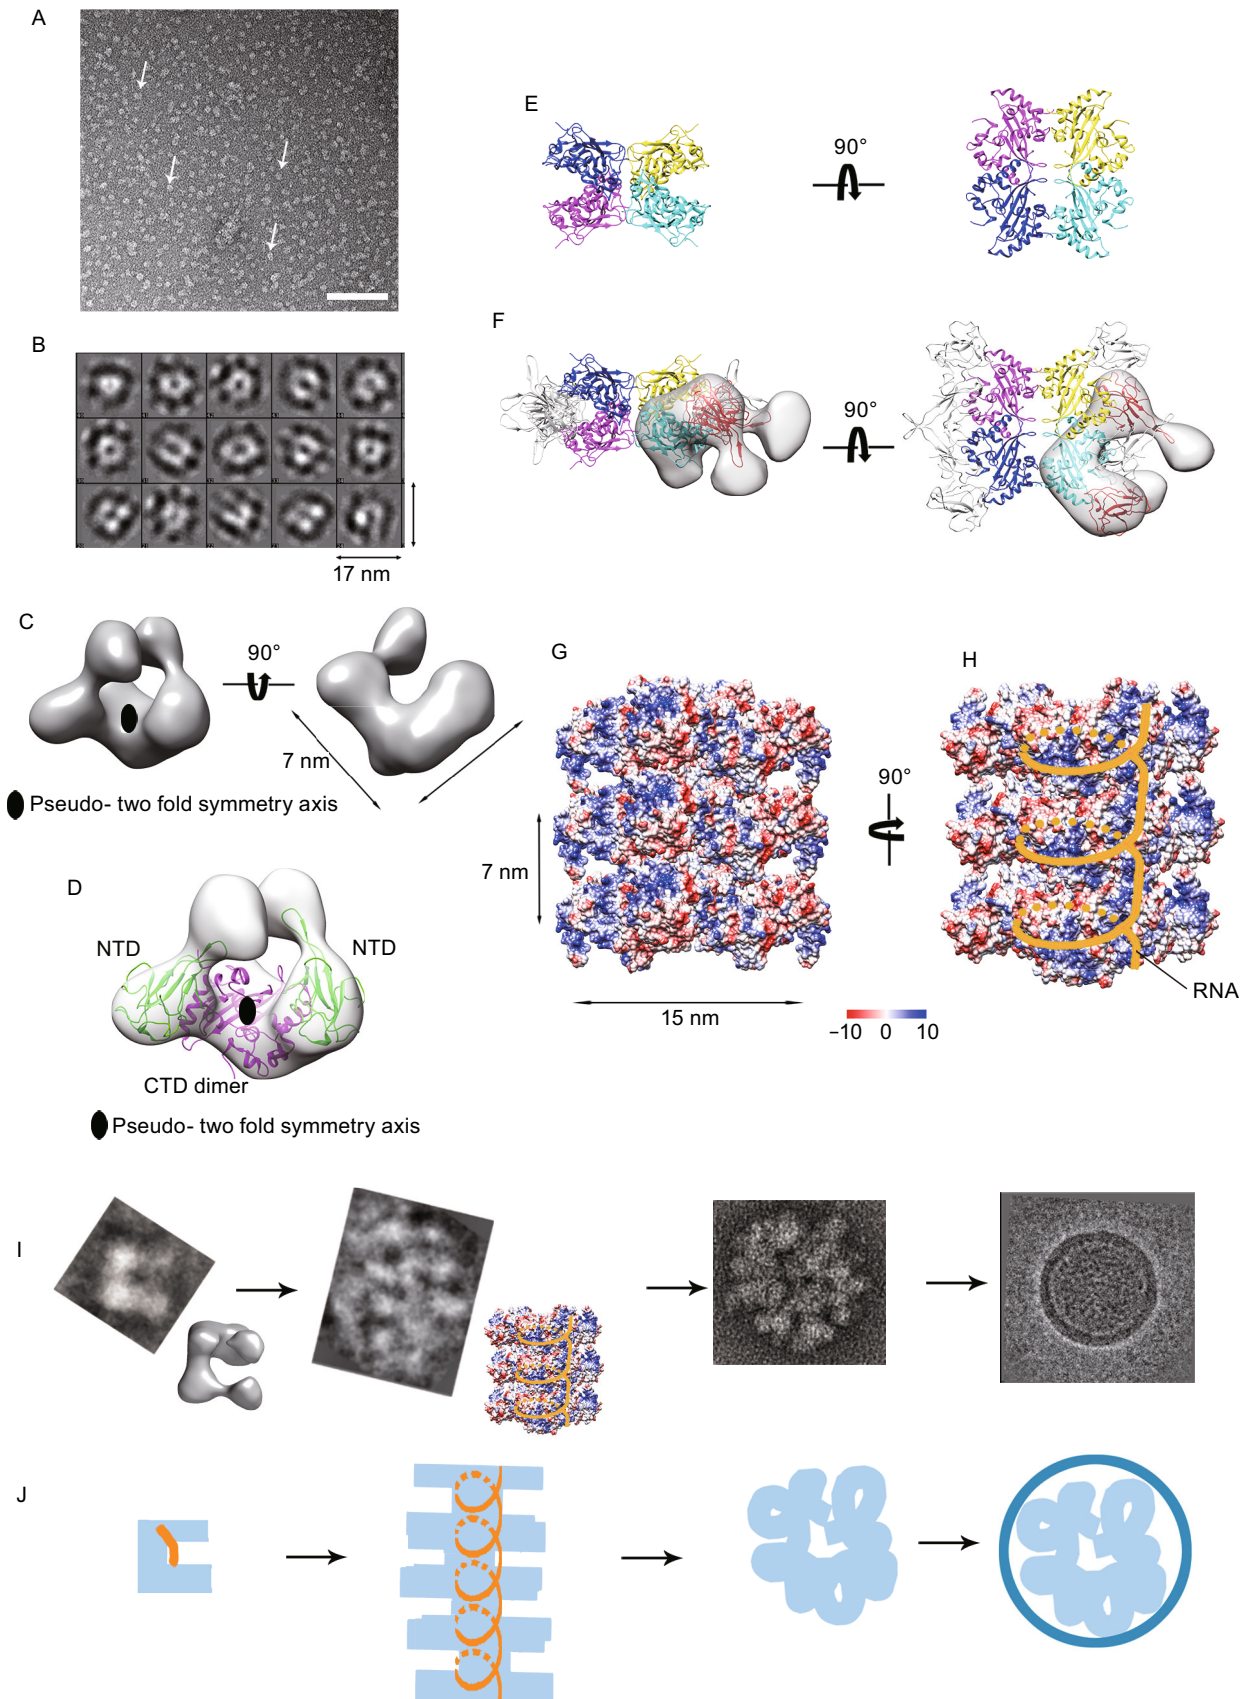 A
B
17 nm
C
90°
7 nm
Pseudo- two fold symmetry axis
D
NTD
NTD
CTD dimer
Pseudo- two fold symmetry axis
E
90°
F
90°
G
7 nm
15 nm
−10 0 10
90°
H
RNA
I
J